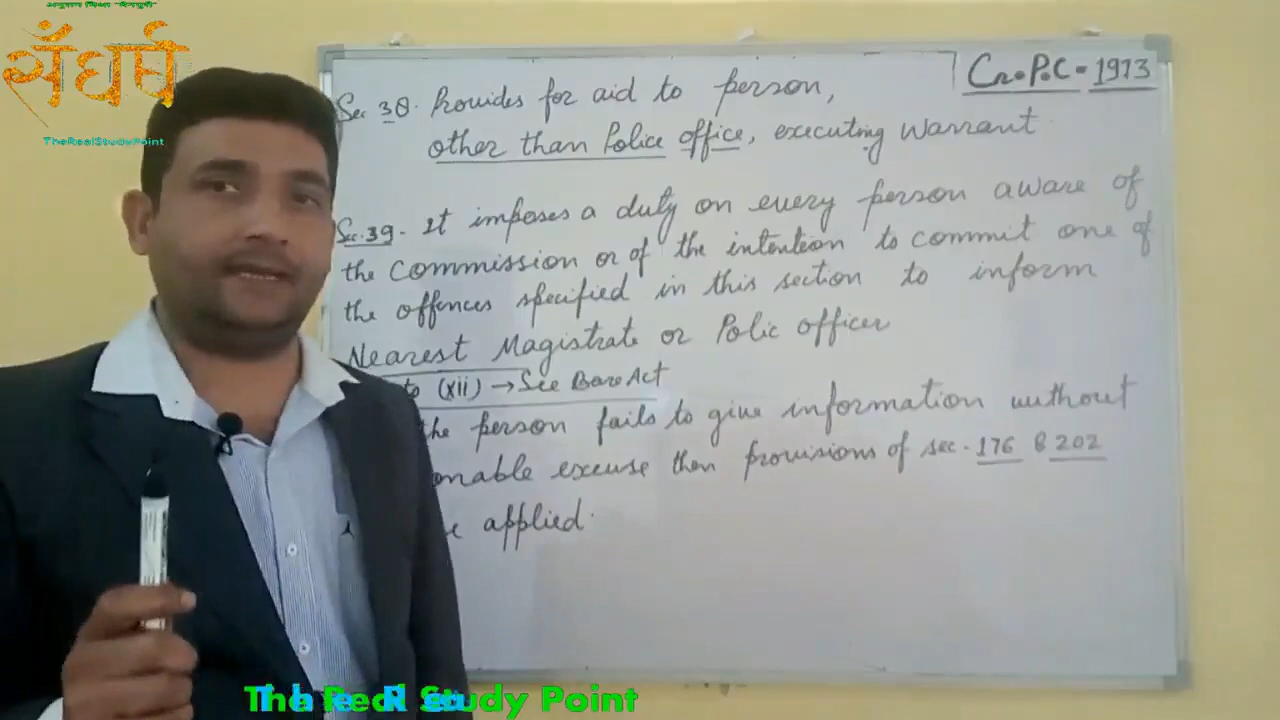 संघर्ष
TheRealStudyPoint
Cr.P.C. 1973
Sec 38. Provides for aid to person,
other than Police office, executing Warrant
Sec.39. It imposes a duty on every person aware of
the commission or of the intention to commit one of
the offences specified in this section to inform
Nearest Magistrate or Polic officer
to (xii) → See Bare Act
the person fails to give information without
onable excuse then provisions of sec. 176 & 202
applied.
The Real Study Point